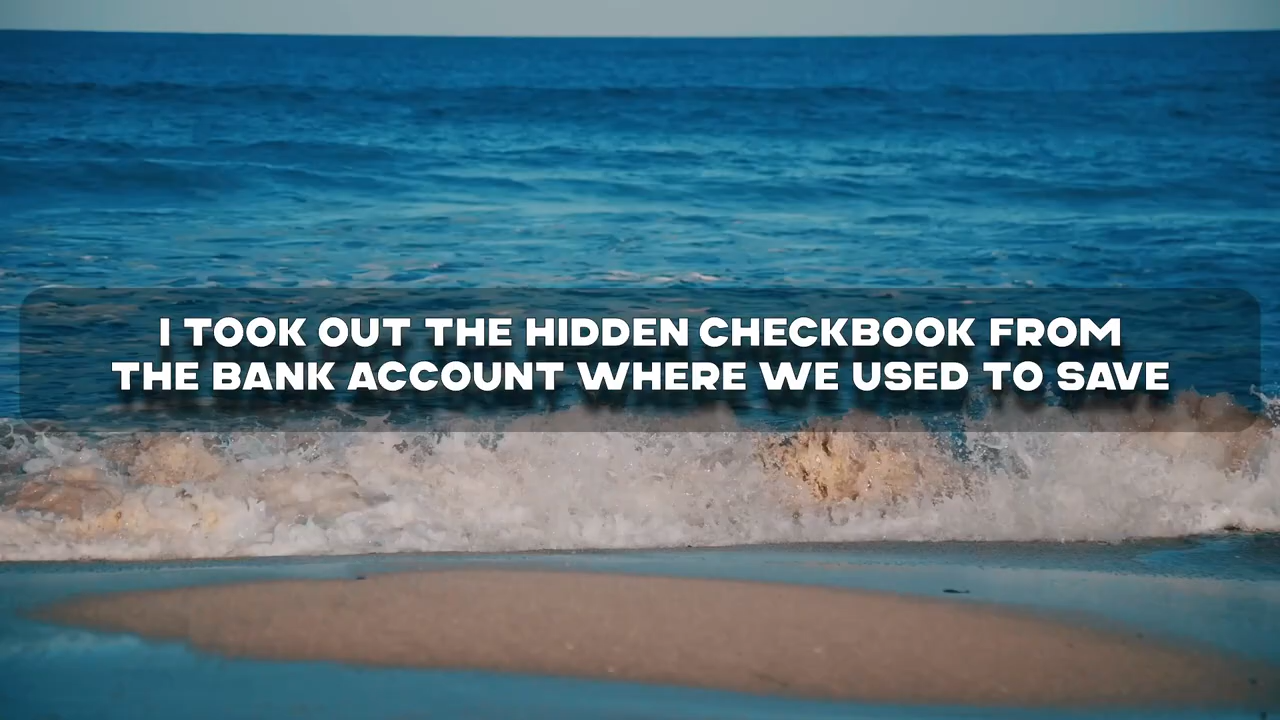 I TOOK OUT THE HIDDEN CHECKBOOK FROM
THE BANK ACCOUNT WHERE WE USED TO SAVE